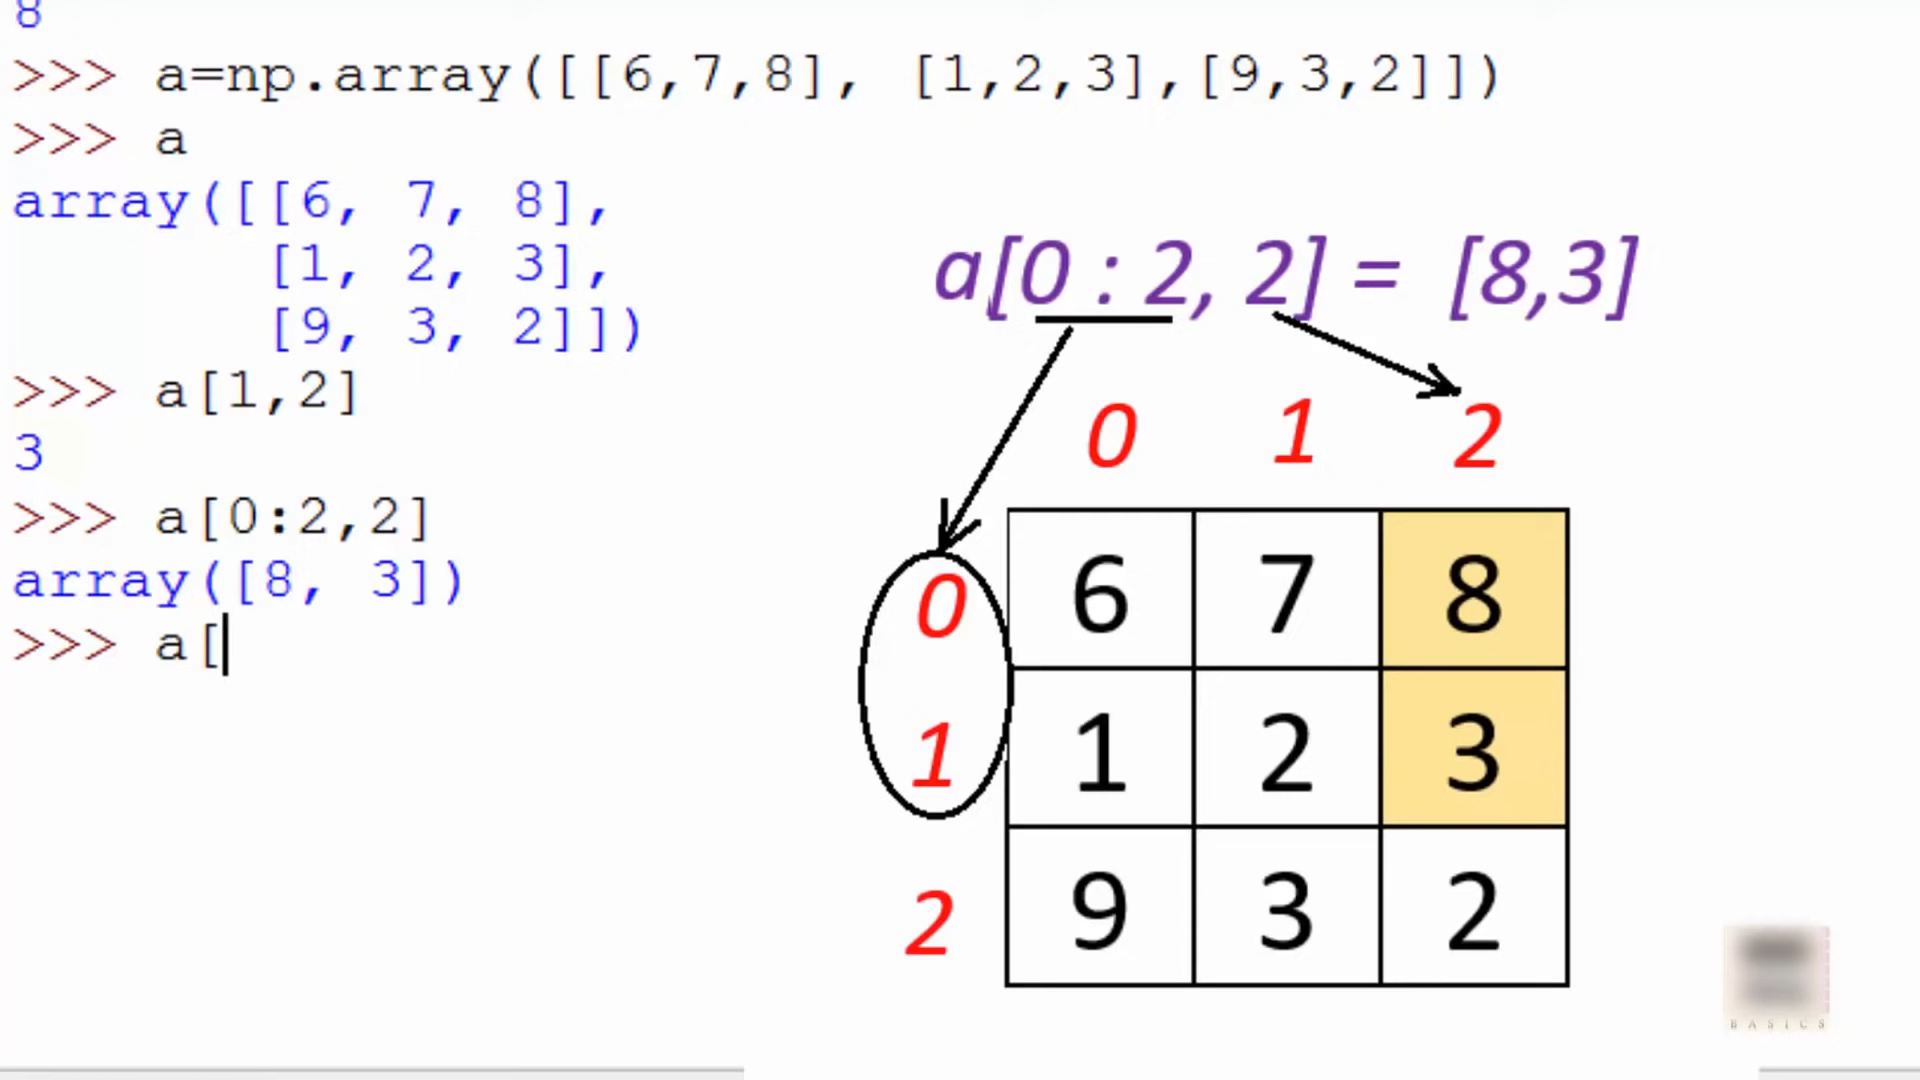 8
>>> a=np.array([[6,7,8], [1,2,3],[9,3,2]])
>>> a
array([[6, 7, 8],
       [1, 2, 3],
       [9, 3, 2]])
>>> a[1,2]
3
>>> a[0:2,2]
array([8, 3])
>>> a[
a[0 : 2, 2] = [8,3]
0 1 2
0 6 7 8
1 1 2 3
2 9 3 2
BASICS